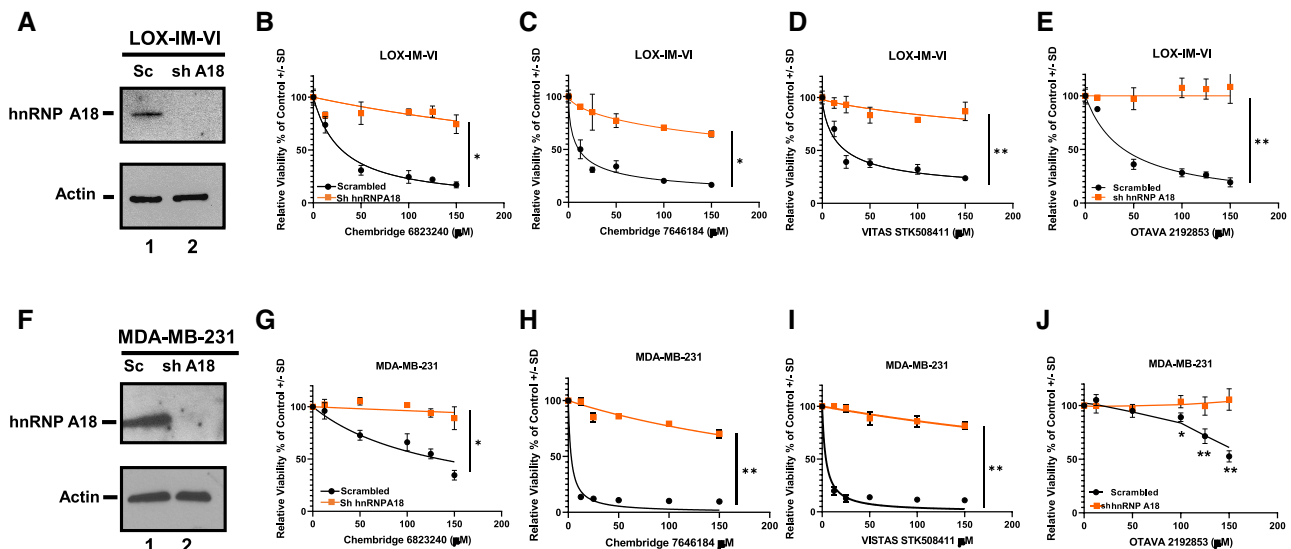 A
LOX-IM-VI
Sc sh A18
hnRNP A18
Actin
1 2
B
LOX-IM-VI
Relative Viability % of Control +/- SD
100
50
0
0 50 100 150 200
Scrambled
Sh hnRNPA18
*
Chembridge 6823240 (μM)
C
LOX-IM-VI
Relative Viability % of Control +/- SD
100
50
0
0 50 100 150 200
*
Chembridge 7646184 (μM)
D
LOX-IM-VI
Relative Viability % of Control +/- SD
100
50
0
0 50 100 150 200
**
VITAS STK508411 (μM)
E
LOX-IM-VI
Relative Viability % of Control +/- SD
100
50
0
0 50 100 150 200
Scrambled
sh hnRNP A18
**
OTAVA 2192853 (μM)
F
MDA-MB-231
Sc sh A18
hnRNP A18
Actin
1 2
G
MDA-MB-231
Relative Viability % of Control +/- SD
100
50
0
0 50 100 150 200
Scrambled
Sh hnRNPA18
*
Chembridge 6823240 (μM)
H
MDA-MB-231
Relative Viability % of Control +/- SD
100
50
0
0 50 100 150 200
**
Chembridge 7646184 μM
I
MDA-MB-231
Relative Viability % of Control +/- SD
100
50
0
0 50 100 150 200
**
VISTAS STK508411 μM
J
MDA-MB-231
Relative Viability % of Control +/- SD
100
50
0
0 50 100 150 200
* ** **
Scrambled
shhnRNP A18
OTAVA 2192853 (μM)